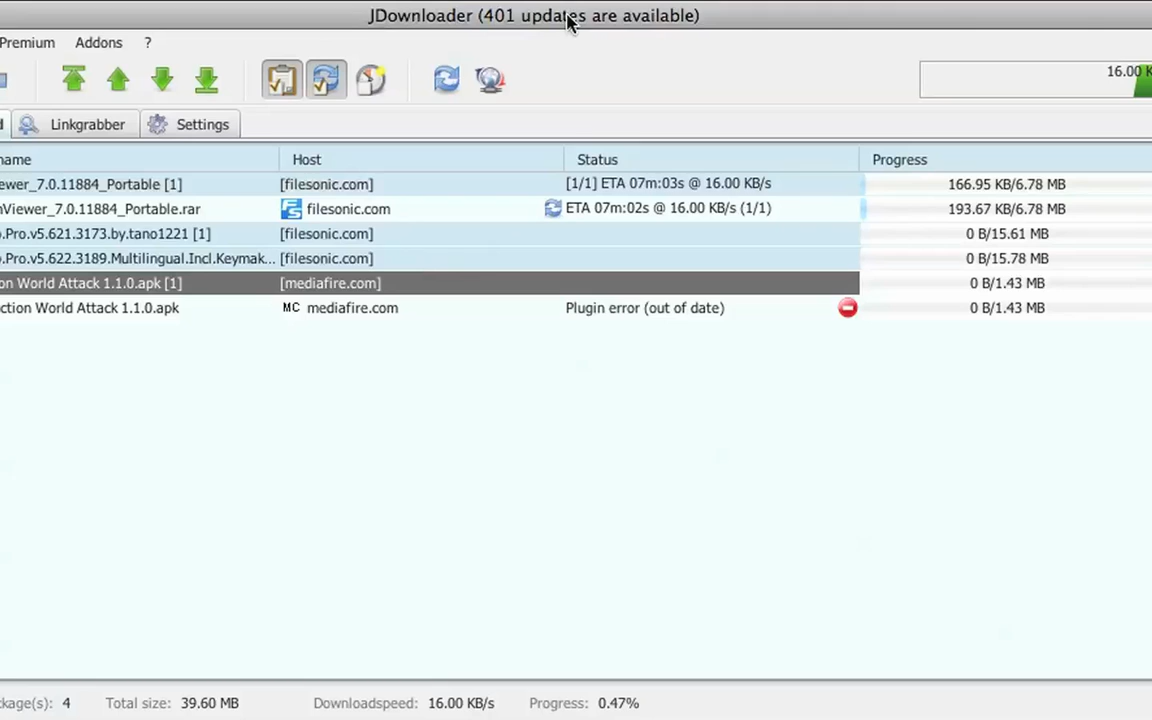 JDownloader (401 updates are available)
Premium Addons ?
16.00 K
d Linkgrabber Settings
name Host Status Progress
ewer_7.0.11884_Portable [1] [filesonic.com] [1/1] ETA 07m:03s @ 16.00 KB/s 166.95 KB/6.78 MB
nViewer_7.0.11884_Portable.rar filesonic.com ETA 07m:02s @ 16.00 KB/s (1/1) 193.67 KB/6.78 MB
o.Pro.v5.621.3173.by.tano1221 [1] [filesonic.com] 0 B/15.61 MB
o.Pro.v5.622.3189.Multilingual.Incl.Keymak... [filesonic.com] 0 B/15.78 MB
on World Attack 1.1.0.apk [1] [mediafire.com] 0 B/1.43 MB
ction World Attack 1.1.0.apk MC mediafire.com Plugin error (out of date) 0 B/1.43 MB
kage(s): 4 Total size: 39.60 MB Downloadspeed: 16.00 KB/s Progress: 0.47%